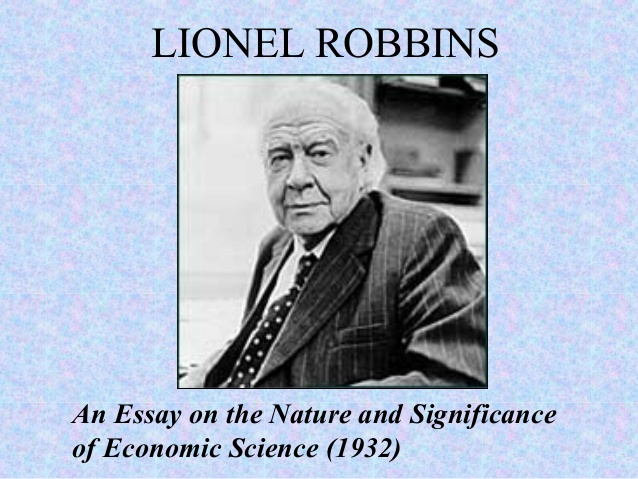 LIONEL ROBBINS
An Essay on the Nature and Significance
of Economic Science (1932)